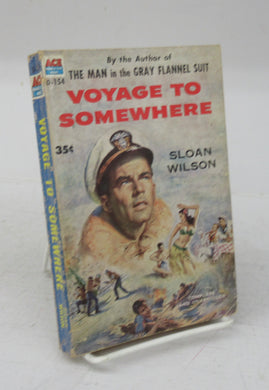 ACE
D-154
VOYAGE TO SOMEWHERE
WILSON
By the Author of
THE MAN in the GRAY FLANNEL SUIT
VOYAGE TO
SOMEWHERE
35¢
SLOAN
WILSON